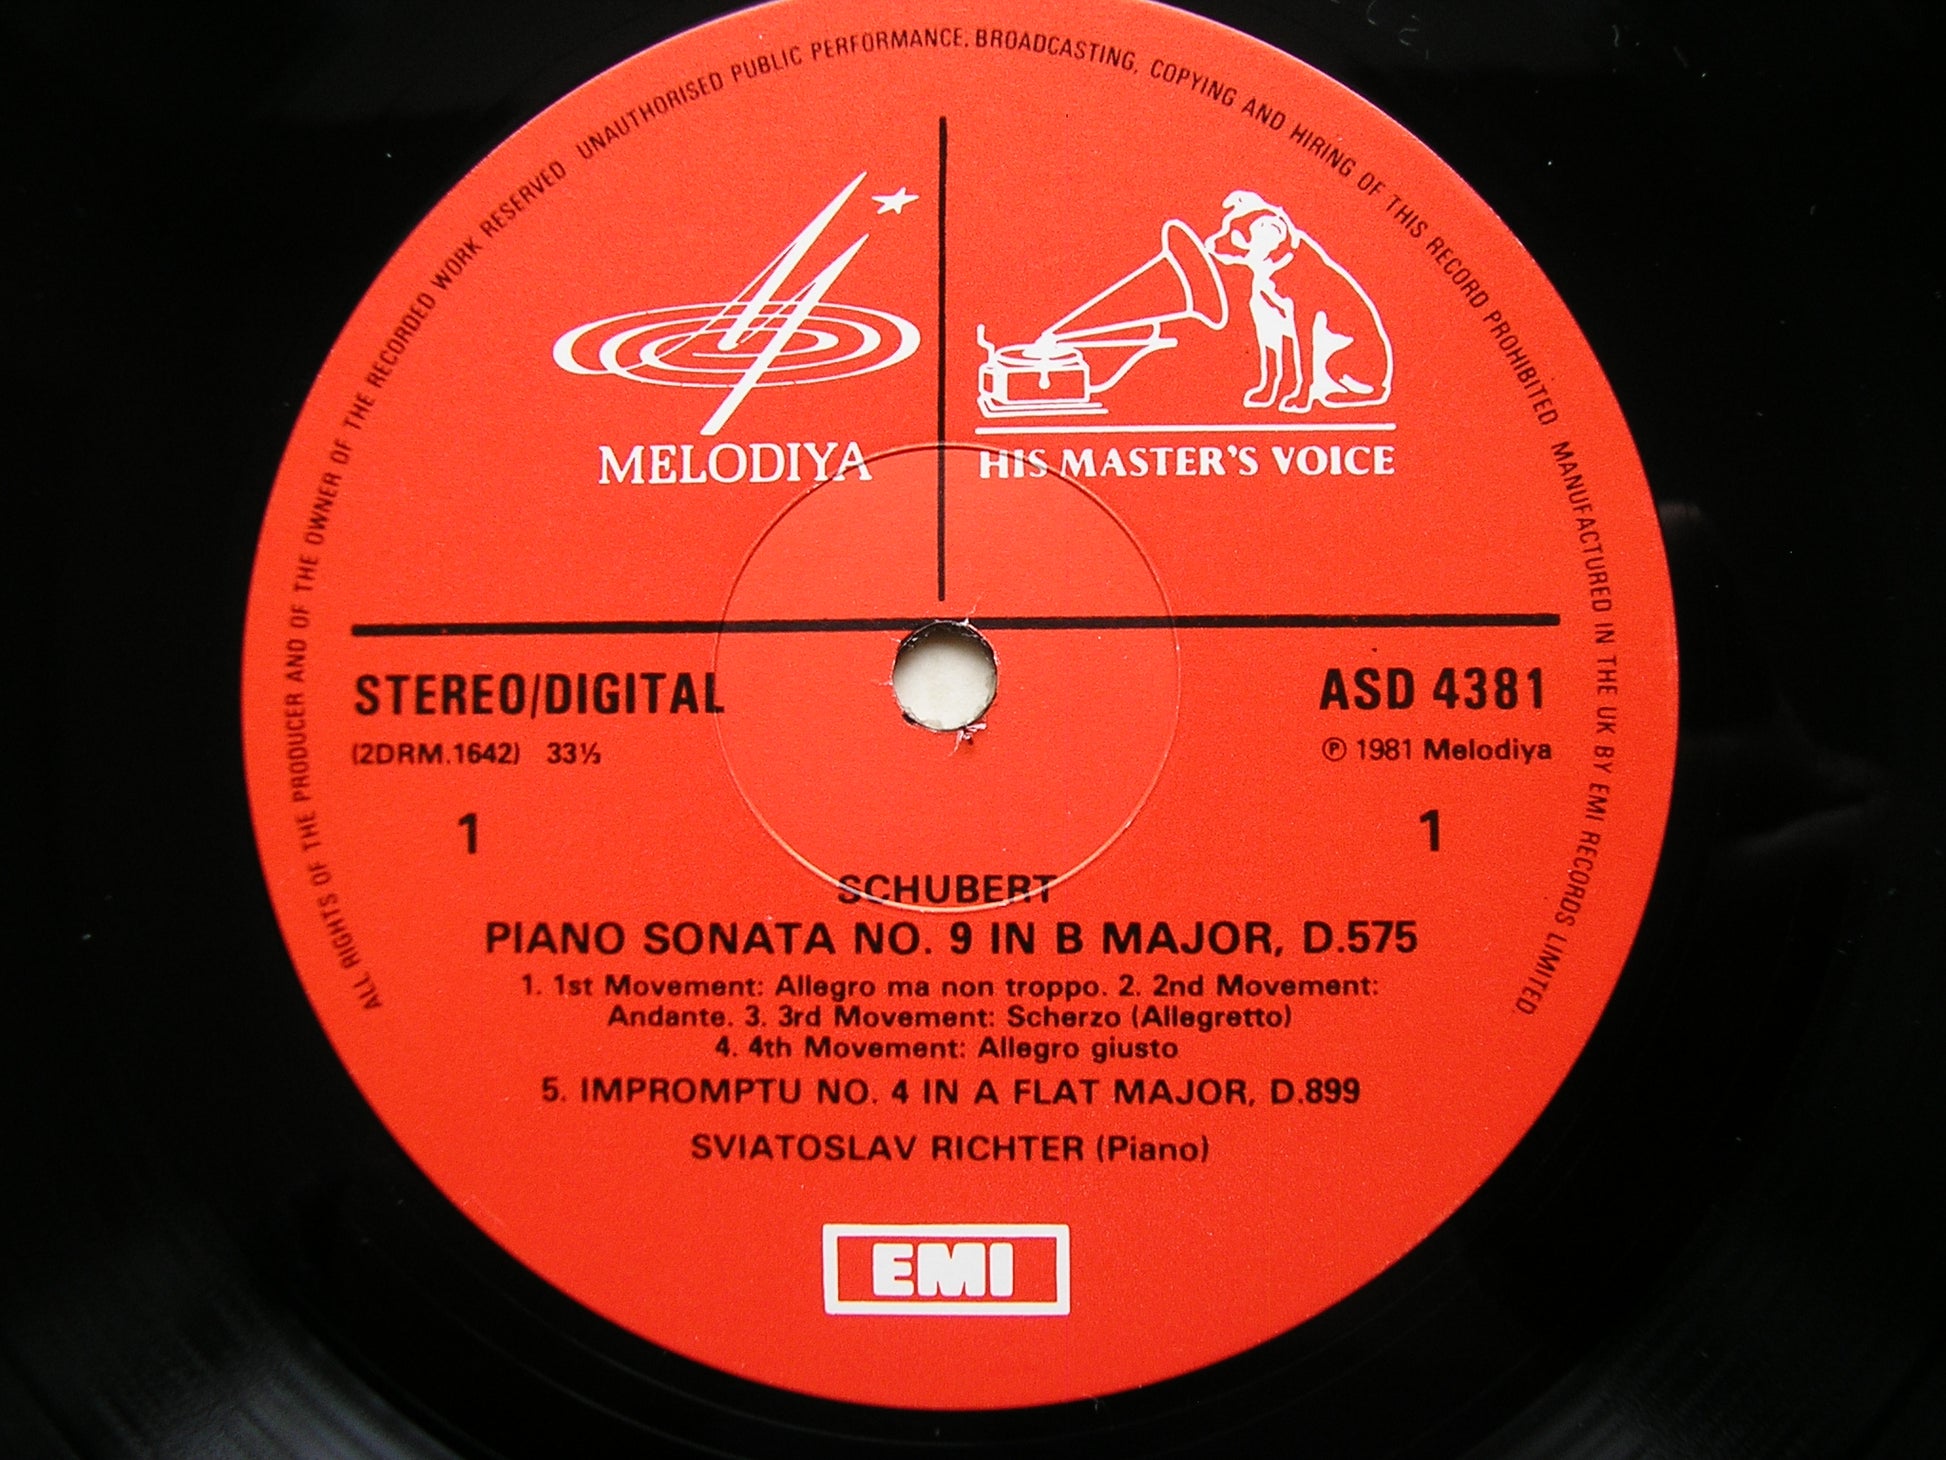 ALL RIGHTS OF THE PRODUCER AND OF THE OWNER OF THE RECORDED WORK RESERVED UNAUTHORISED PUBLIC PERFORMANCE, BROADCASTING, COPYING AND HIRING OF THIS RECORD PROHIBITED MANUFACTURED IN THE UK BY EMI RECORDS LIMITED.
MELODIYA
HIS MASTER'S VOICE
STEREO/DIGITAL
ASD 4381
(2DRM.1642) 33⅓
℗ 1981 Melodiya
1
1
SCHUBERT
PIANO SONATA NO. 9 IN B MAJOR, D.575
1. 1st Movement: Allegro ma non troppo. 2. 2nd Movement:
Andante. 3. 3rd Movement: Scherzo (Allegretto)
4. 4th Movement: Allegro giusto
5. IMPROMPTU NO. 4 IN A FLAT MAJOR, D.899
SVIATOSLAV RICHTER (Piano)
EMI